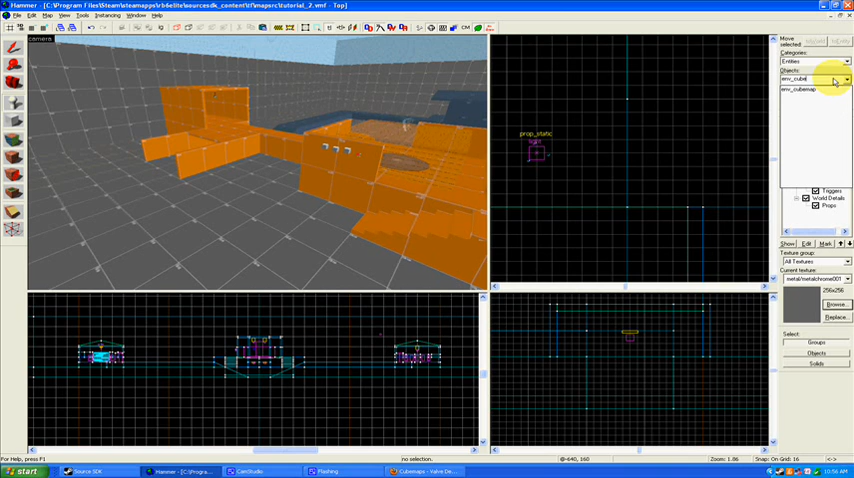 Hammer - [C:\Program Files\Steam\steamapps\rb6elite\sourcesdk_content\tf\mapsrc\tutorial_2.vmf - Top]
File Edit Map View Tools Instancing Window Help
camera
Move selected:
Categories:
Entities
Objects:
env_cube
env_cubemap
prop_static
light
Triggers
World Details
Props
Show Edit Mark
Texture group:
All Textures
Current texture:
metal/metalchrome001
256x256
Browse...
Replace...
Select:
Groups
Objects
Solids
For Help, press F1
no selection.
@-640, 160
Zoom: 1.86
Snap: On Grid: 16
<->
start
Source SDK
Hammer - [C:\Progra...
CamStudio
Flashing
Cubemaps - Valve De...
10:56 AM